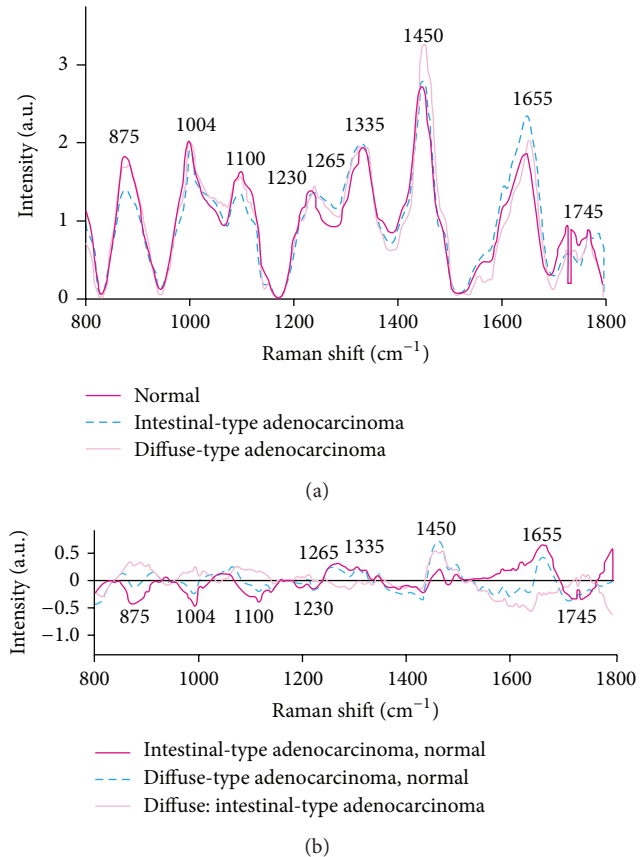 1450
3
1655
1004
1335
875
2
1265
1100
1230
1745
1
0
Intensity (a.u.)
800 1000 1200 1400 1600 1800
Raman shift (cm−1)
Normal
Intestinal-type adenocarcinoma
Diffuse-type adenocarcinoma
(a)
1450
1655
1265 1335
0.5
0
−0.5
−1.0
875 1004 1100 1230 1745
Intensity (a.u.)
800 1000 1200 1400 1600 1800
Raman shift (cm−1)
Intestinal-type adenocarcinoma, normal
Diffuse-type adenocarcinoma, normal
Diffuse: intestinal-type adenocarcinoma
(b)